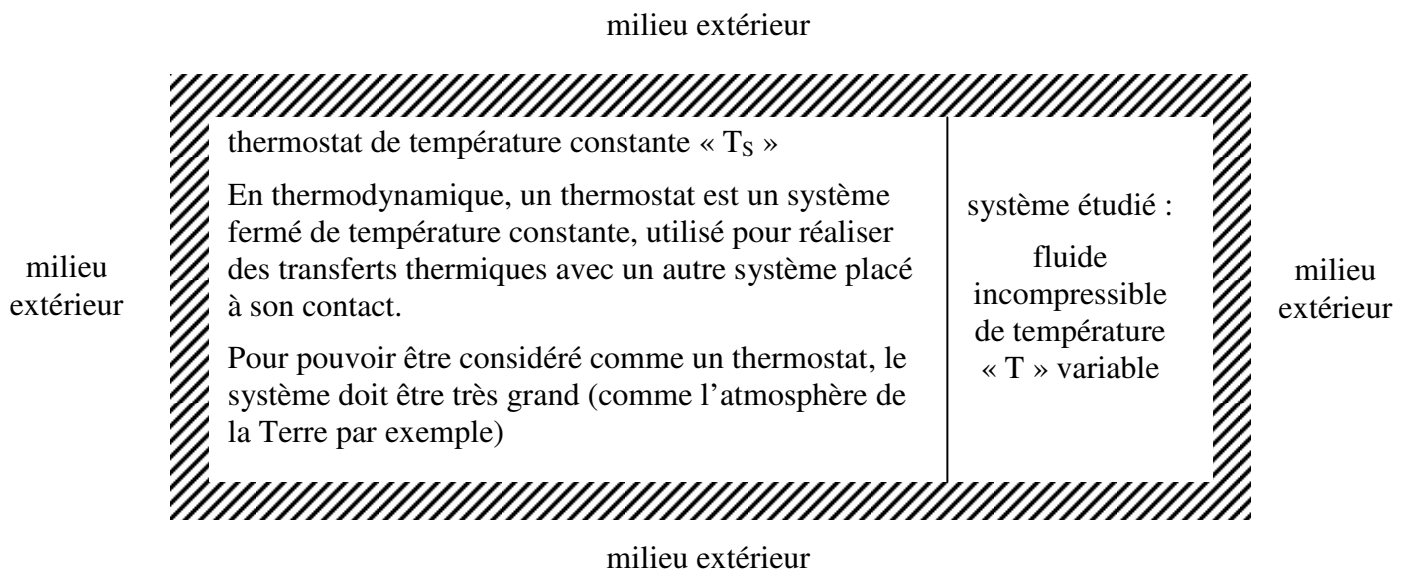 milieu extérieur
thermostat de température constante « TS »
En thermodynamique, un thermostat est un système
fermé de température constante, utilisé pour réaliser
des transferts thermiques avec un autre système placé
à son contact.
Pour pouvoir être considéré comme un thermostat, le
système doit être très grand (comme l’atmosphère de
la Terre par exemple)
système étudié :
fluide
incompressible
de température
« T » variable
milieu
extérieur
milieu
extérieur
milieu extérieur